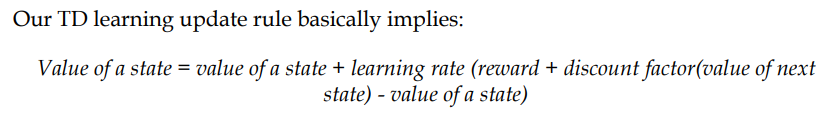 Our TD learning update rule basically implies:
Value of a state = value of a state + learning rate (reward + discount factor(value of next
state) - value of a state)